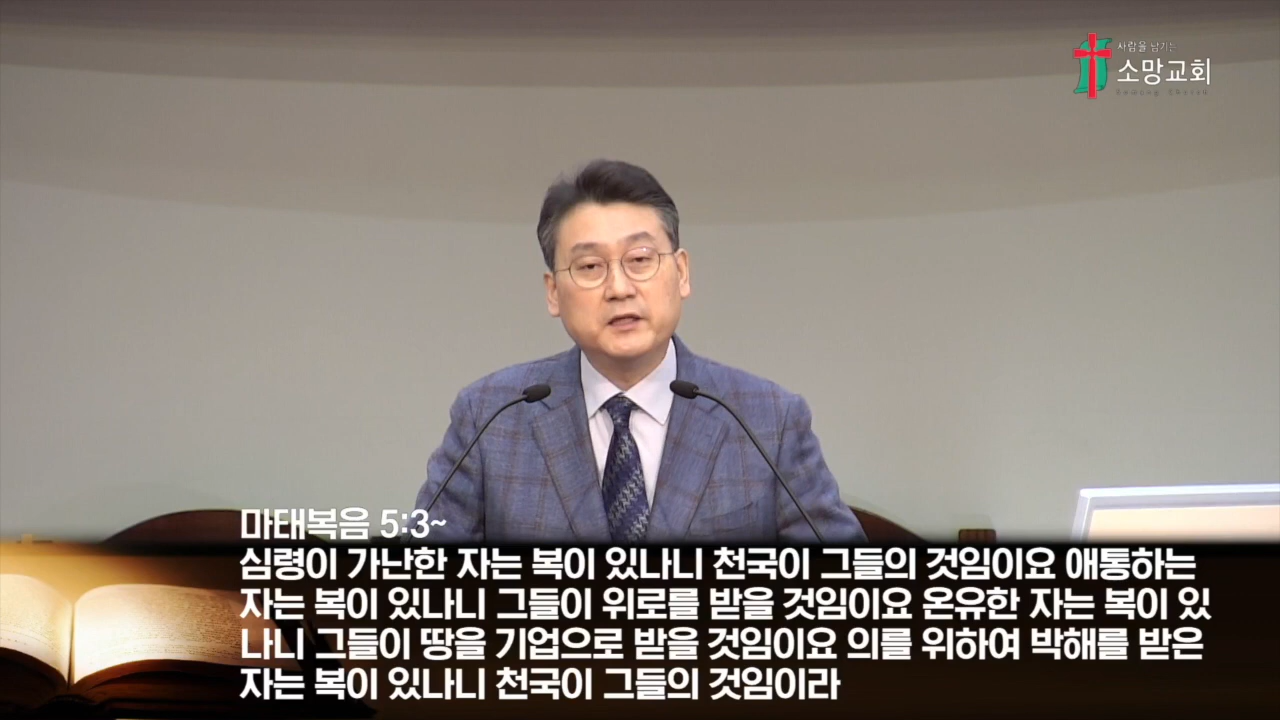 사람을 남기는
소망교회
마태복음 5:3~
심령이 가난한 자는 복이 있나니 천국이 그들의 것임이요 애통하는
자는 복이 있나니 그들이 위로를 받을 것임이요 온유한 자는 복이 있
나니 그들이 땅을 기업으로 받을 것임이요 의를 위하여 박해를 받은
자는 복이 있나니 천국이 그들의 것임이라